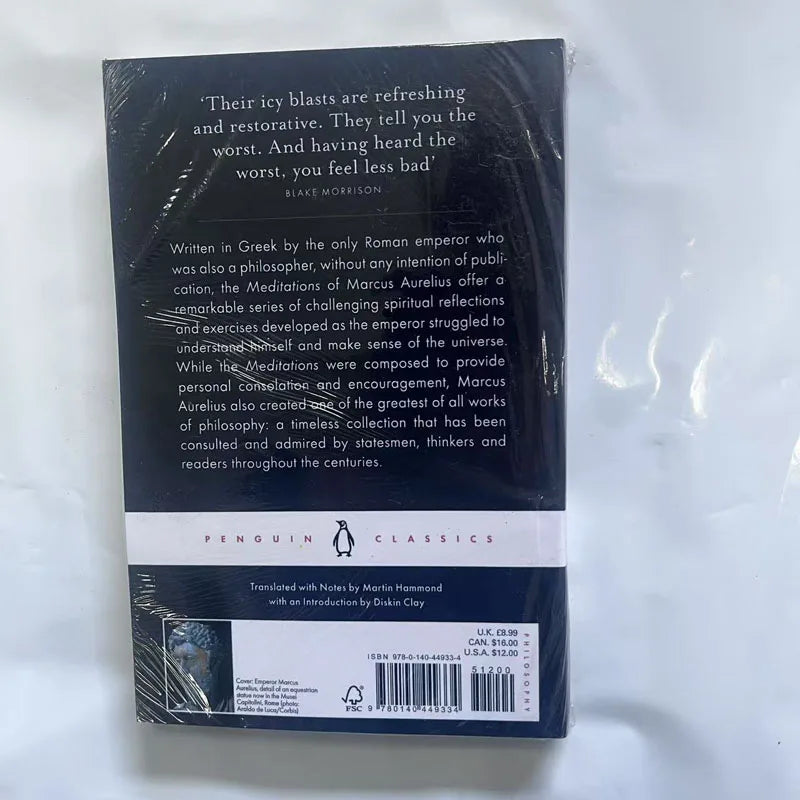 ‘Their icy blasts are refreshing
and restorative. They tell you the
worst. And having heard the
worst, you feel less bad’
BLAKE MORRISON
Written in Greek by the only Roman emperor who
was also a philosopher, without any intention of publi-
cation, the Meditations of Marcus Aurelius offer a
remarkable series of challenging spiritual reflections
and exercises developed as the emperor struggled to
understand himself and make sense of the universe.
While the Meditations were composed to provide
personal consolation and encouragement, Marcus
Aurelius also created one of the greatest of all works
of philosophy: a timeless collection that has been
consulted and admired by statesmen, thinkers and
readers throughout the centuries.
PENGUIN CLASSICS
Translated with Notes by Martin Hammond
with an Introduction by Diskin Clay
Cover: Emperor Marcus
Aurelius, detail of an equestrian
statue now in the Musei
Capitolini, Rome (photo:
Araldo de Luca/Corbis)
FSC
U.K. £8.99
CAN. $16.00
U.S.A. $12.00
ISBN 978-0-140-44933-4
51200
9 780140 449334
PHILOSOPHY